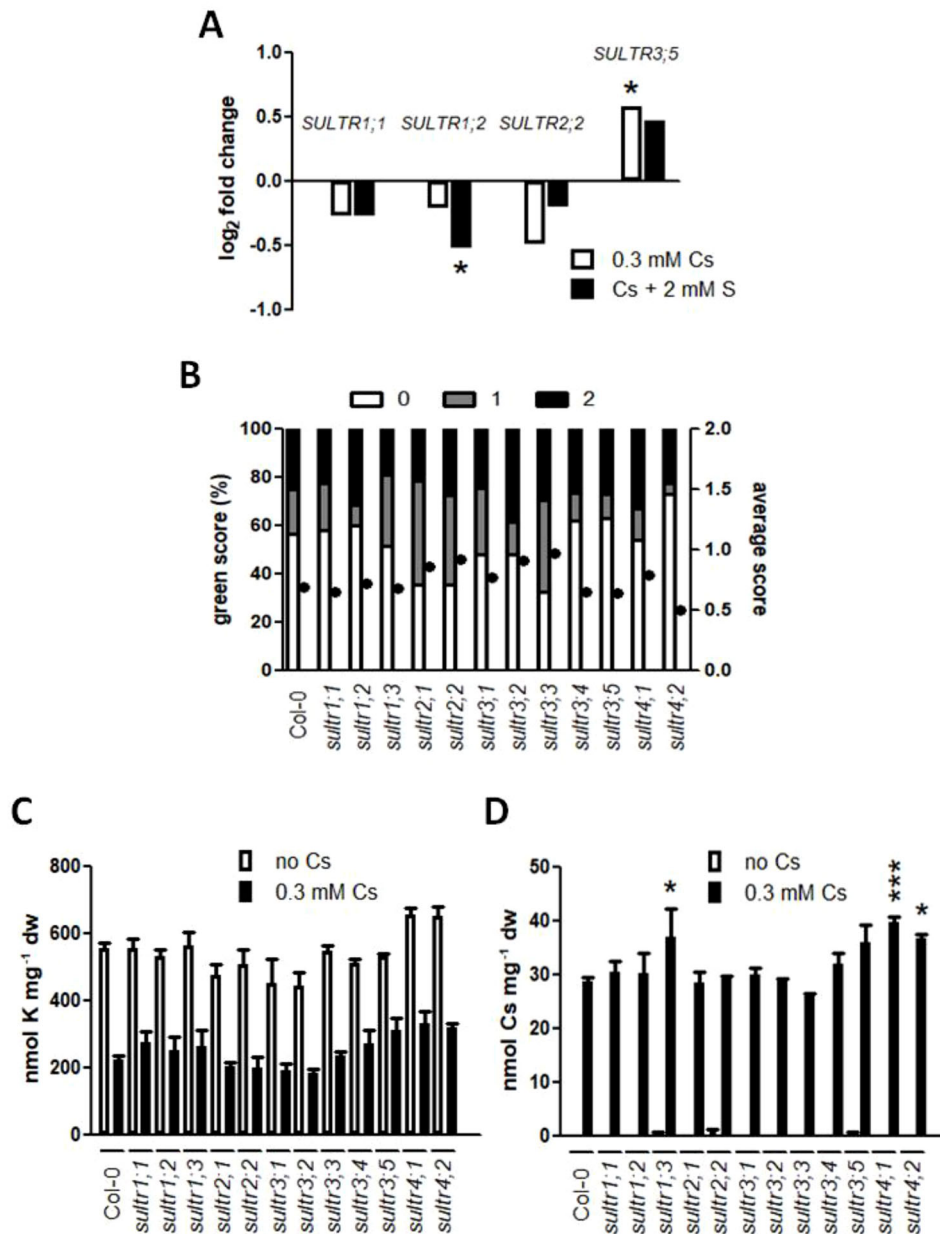 A
1.0
0.5
0.0
-0.5
-1.0
log2 fold change
SULTR1;1 SULTR1;2 SULTR2;2 SULTR3;5
*
*
0.3 mM Cs
Cs + 2 mM S
B
0 1 2
100
80
60
40
20
0
green score (%)
2.0
1.5
1.0
0.5
0.0
average score
Col-0 sultr1;1 sultr1;2 sultr1;3 sultr2;1 sultr2;2 sultr3;1 sultr3;2 sultr3;3 sultr3;4 sultr3;5 sultr4;1 sultr4;2
C
no Cs
0.3 mM Cs
800
600
400
200
0
nmol K mg-1 dw
Col-0 sultr1;1 sultr1;2 sultr1;3 sultr2;1 sultr2;2 sultr3;1 sultr3;2 sultr3;3 sultr3;4 sultr3;5 sultr4;1 sultr4;2
D
no Cs
0.3 mM Cs
* *** *
50
40
30
20
10
0
nmol Cs mg-1 dw
Col-0 sultr1;1 sultr1;2 sultr1;3 sultr2;1 sultr2;2 sultr3;1 sultr3;2 sultr3;3 sultr3;4 sultr3;5 sultr4;1 sultr4;2